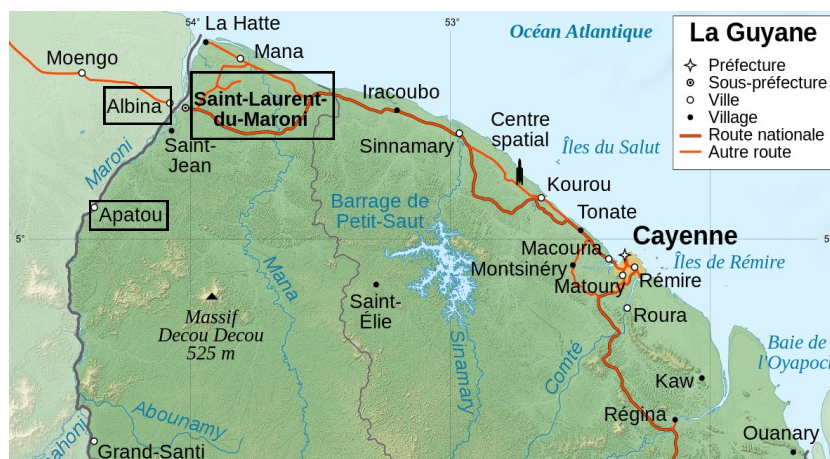 54°
53°
La Hatte
Océan Atlantique
La Guyane
Préfecture
Sous-préfecture
Ville
Village
Route nationale
Autre route
Moengo
Mana
Albina
Saint-Laurent-
du-Maroni
Iracoubo
Saint-
Jean
Sinnamary
Centre
spatial
Îles du Salut
Maroni
Kourou
Apatou
Barrage de
Petit-Saut
Tonate
5°
5°
Macouria
Cayenne
Montsinéry
Îles de Rémire
Matoury
Rémire
Mana
Saint-
Élie
Massif
Decou Decou
525 m
Roura
Sinamary
Comté
Baie de
l'Oyapoc
Kaw
Abounamy
Régina
Ouanary
ahoni
Grand-Santi